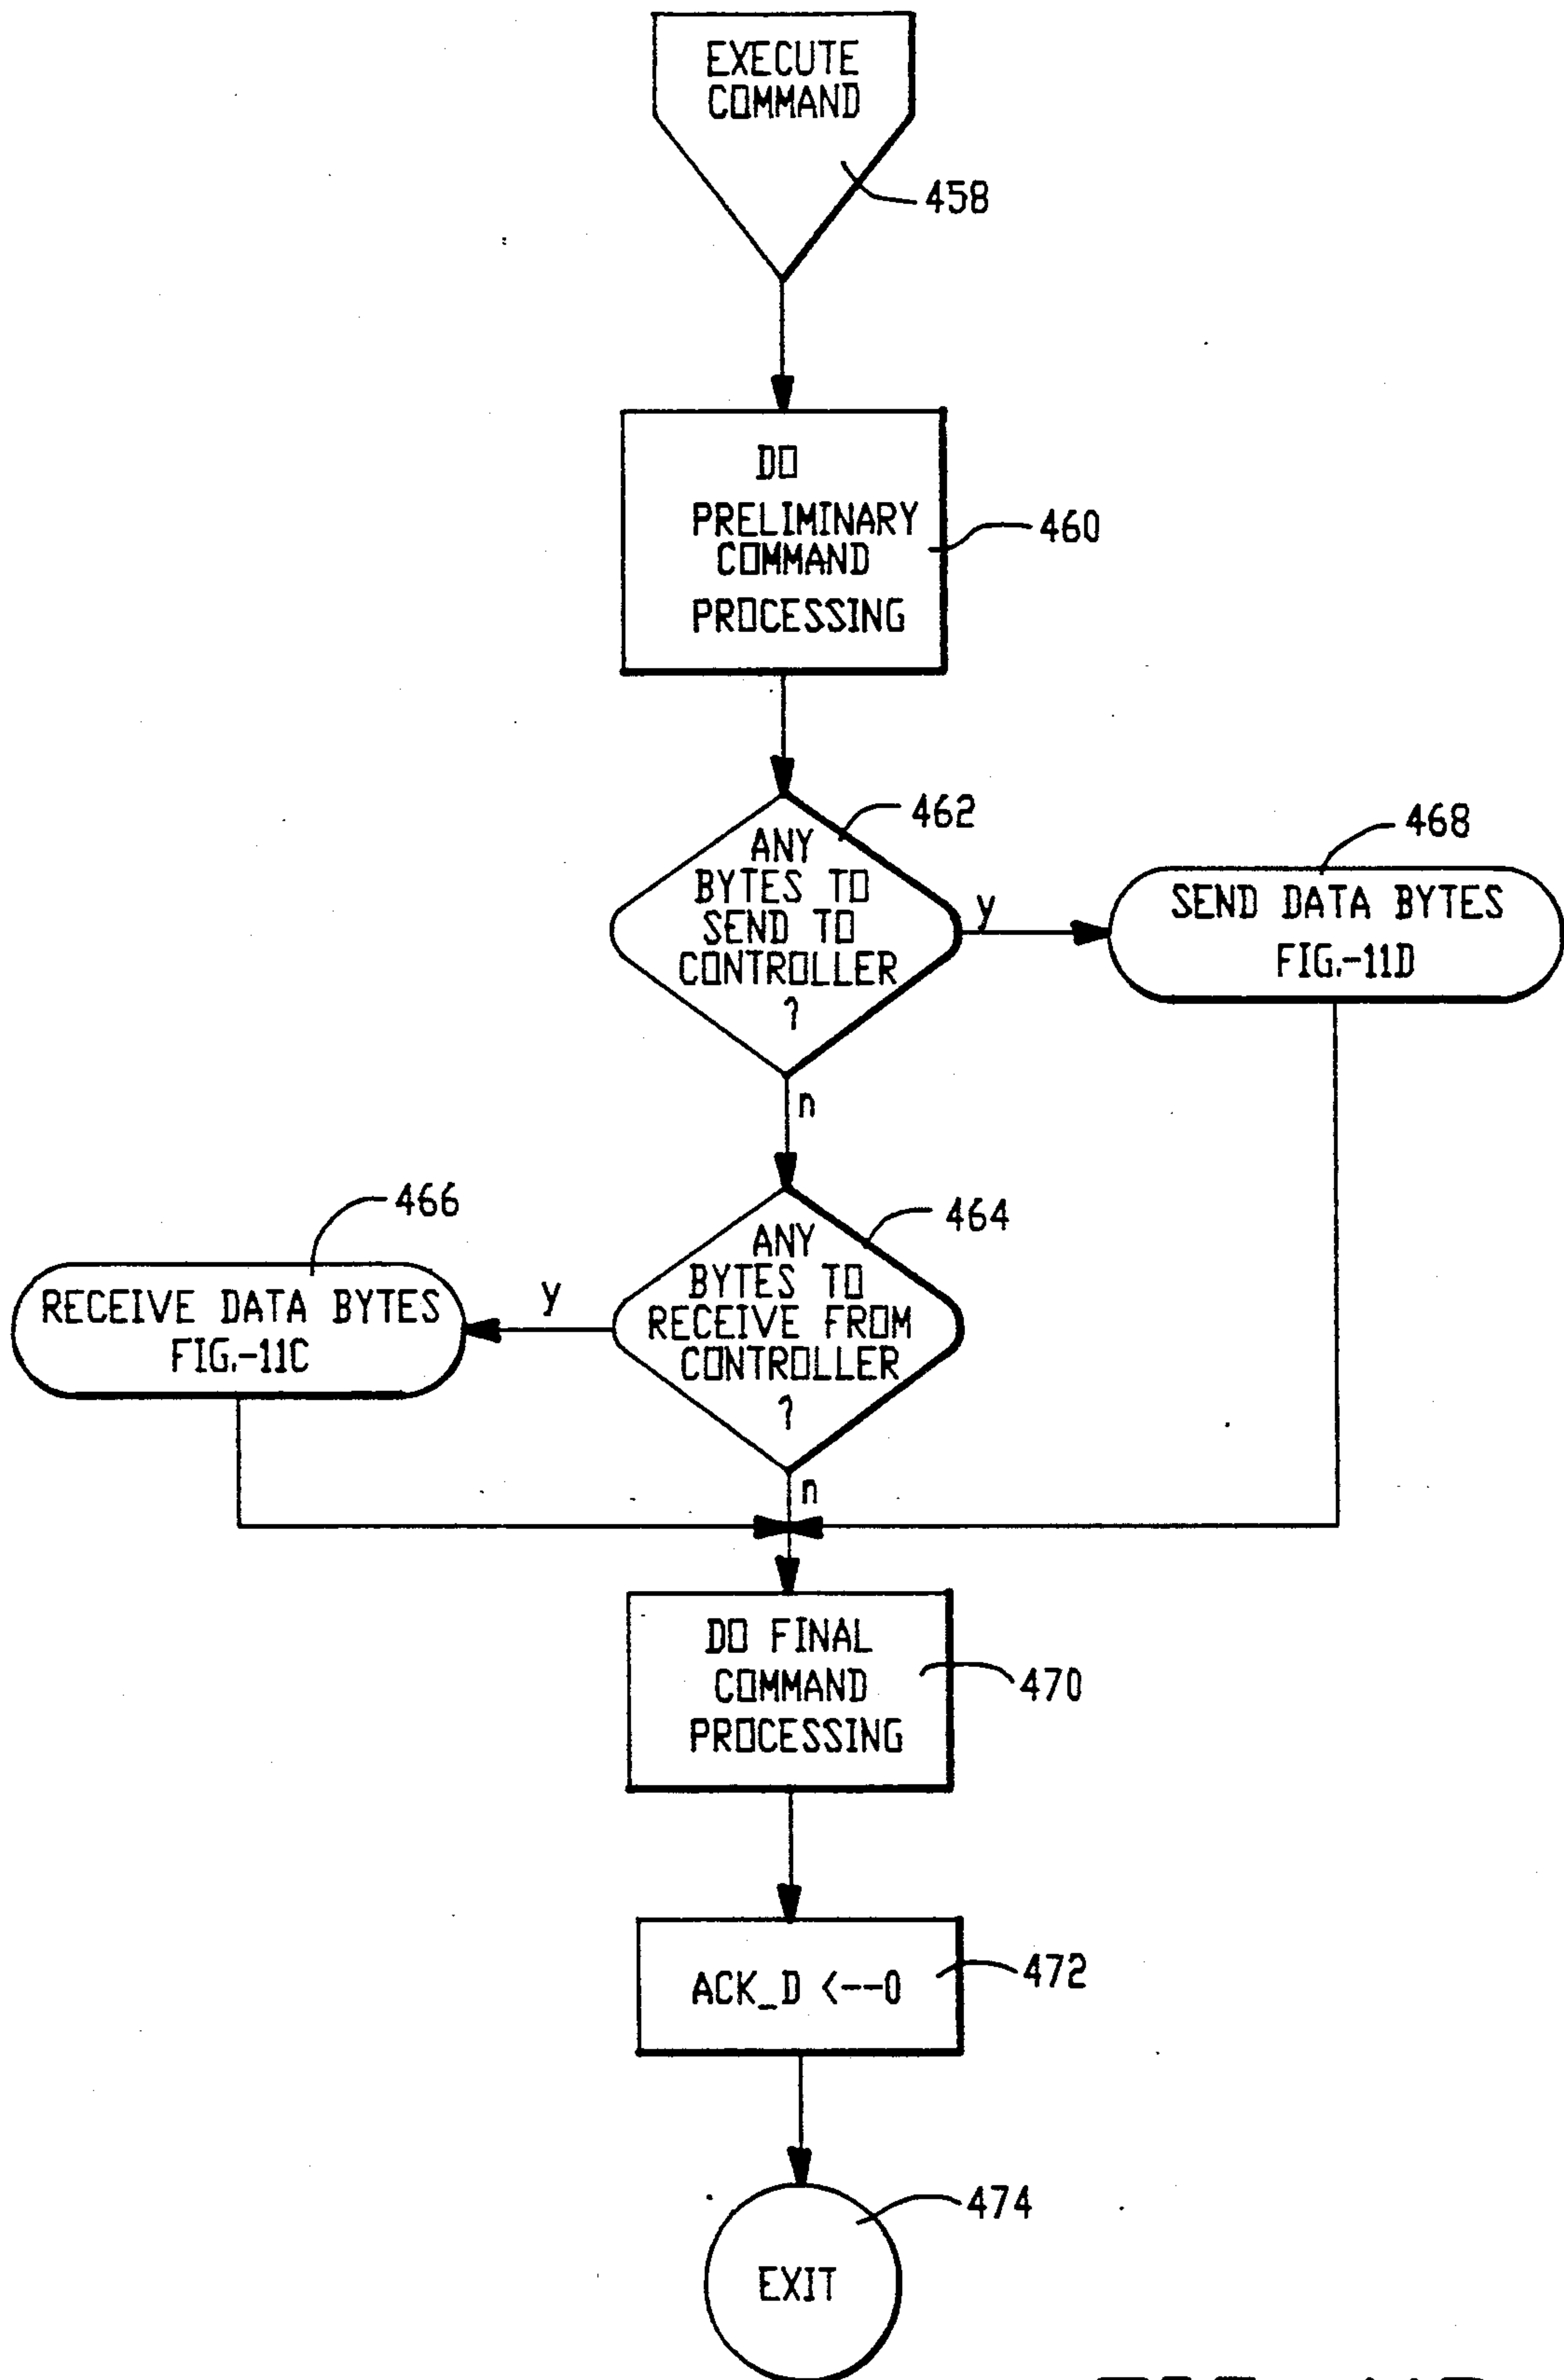 EXECUTE
COMMAND
458
DO
PRELIMINARY
COMMAND
PROCESSING
460
462
ANY
BYTES TO
SEND TO
CONTROLLER
?
y
468
SEND DATA BYTES
FIG.-11D
n
466
RECEIVE DATA BYTES
FIG.-11C
y
464
ANY
BYTES TO
RECEIVE FROM
CONTROLLER
?
n
DO FINAL
COMMAND
PROCESSING
470
ACK_D <--0
472
474
EXIT